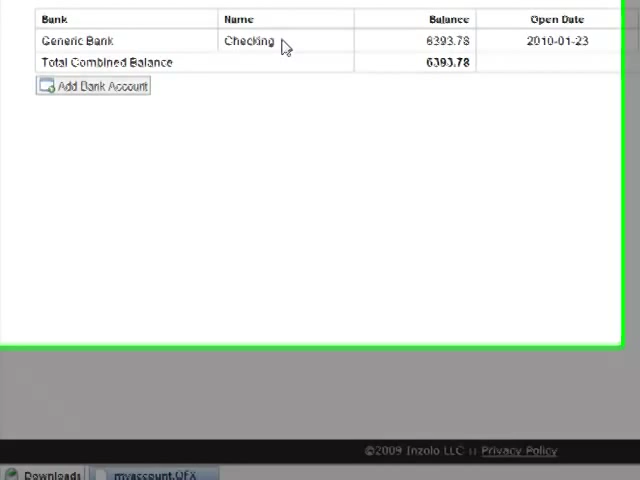 Bank Name Balance Open Date
Generic Bank Checking 6393.78 2010-01-23
Total Combined Balance 6393.78
Add Bank Account
©2009 Inzolo LLC :: Privacy Policy
Downloads myaccount.QFX